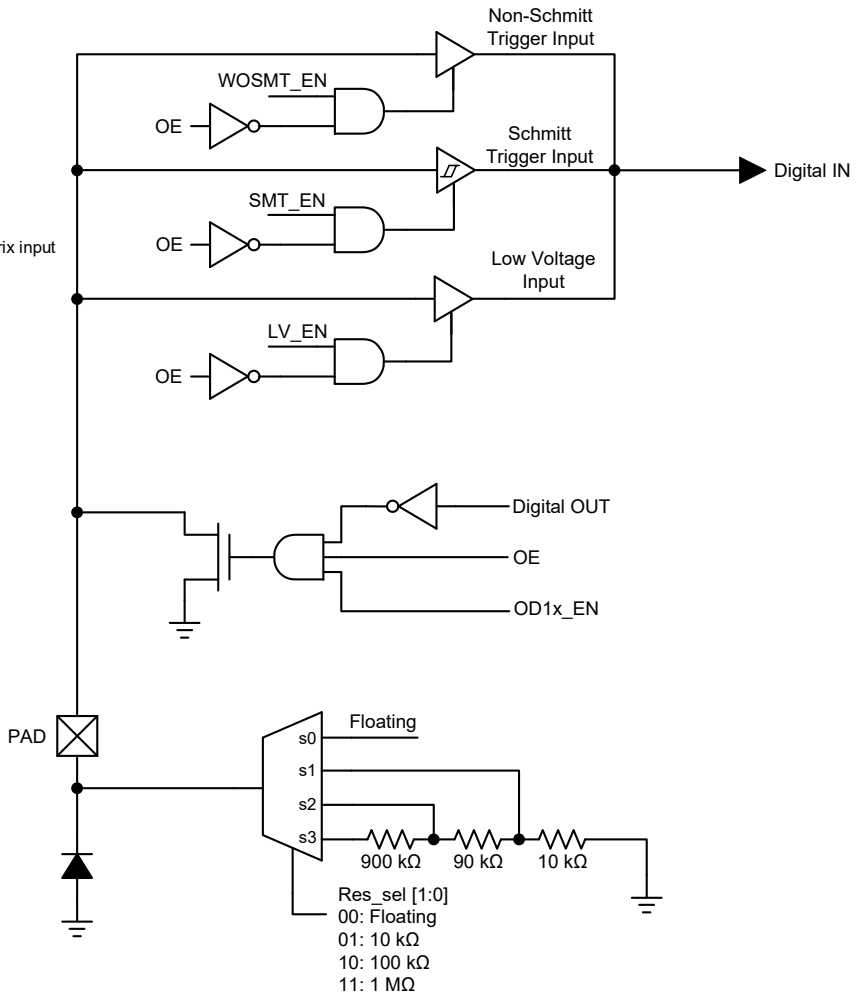 Non-Schmitt
Trigger Input
WOSMT_EN
OE
Schmitt
Trigger Input
Digital IN
SMT_EN
OE
rix input
Low Voltage
Input
LV_EN
OE
Digital OUT
OE
OD1x_EN
PAD
Floating
s0
s1
s2
s3
900 kΩ
90 kΩ
10 kΩ
Res_sel [1:0]
00: Floating
01: 10 kΩ
10: 100 kΩ
11: 1 MΩ